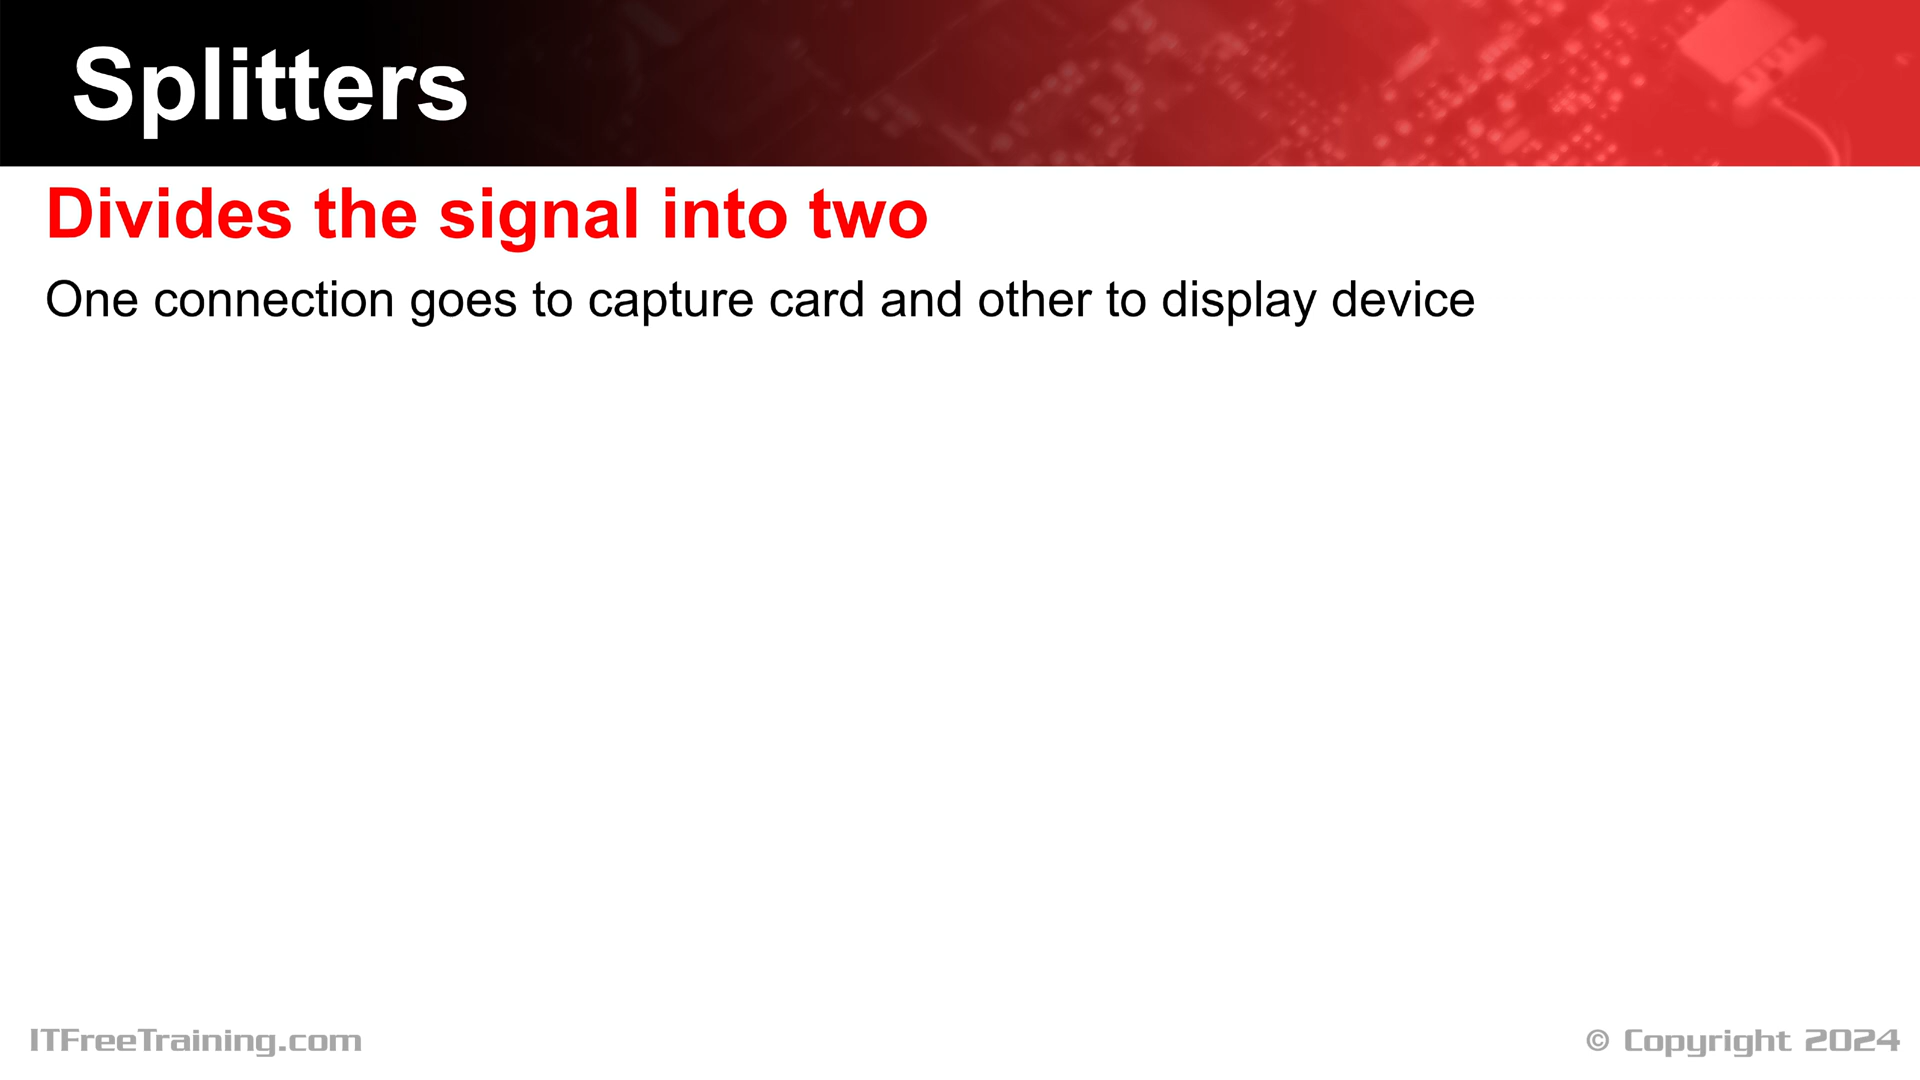 Splitters
Divides the signal into two
One connection goes to capture card and other to display device
ITFreeTraining.com
© Copyright 2024